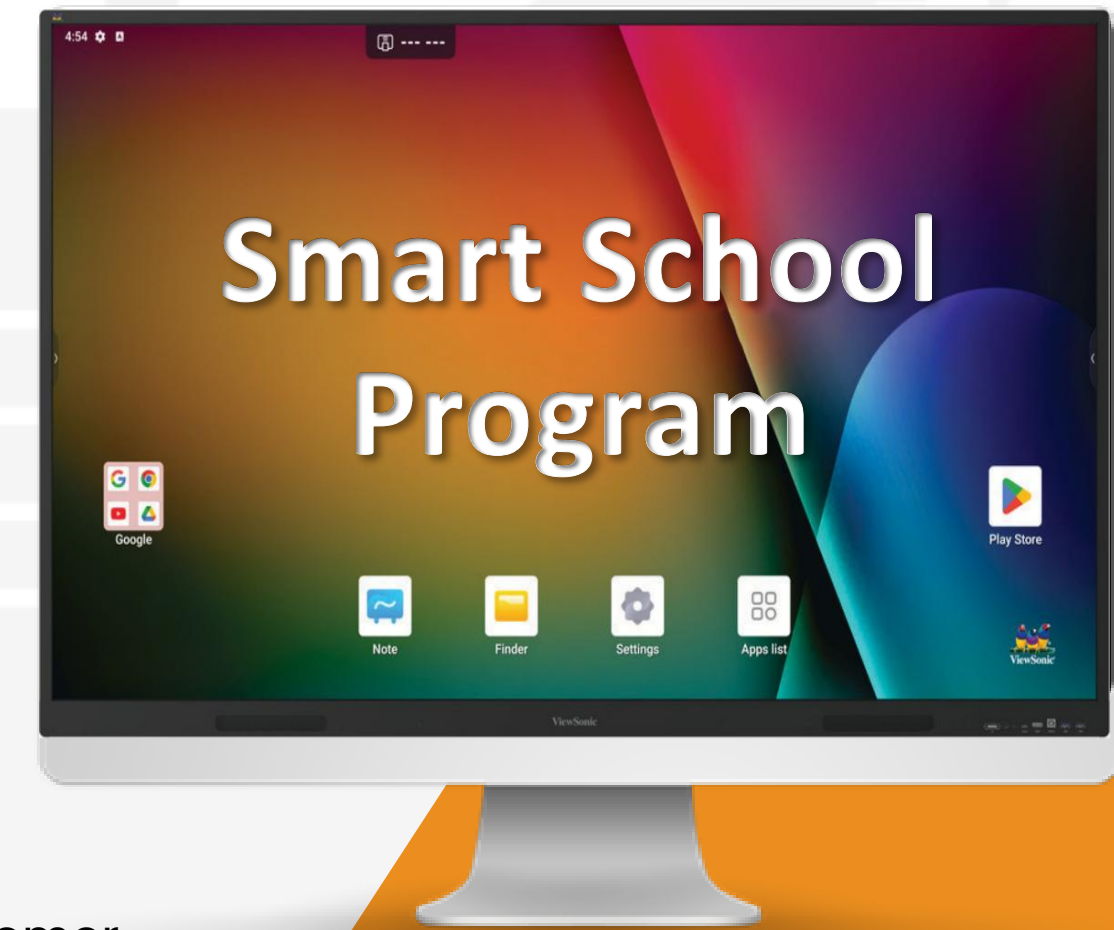 4:54
--- ---
Smart School
Program
Google
Play Store
Note
Finder
Settings
Apps list
ViewSonic
ViewSonic